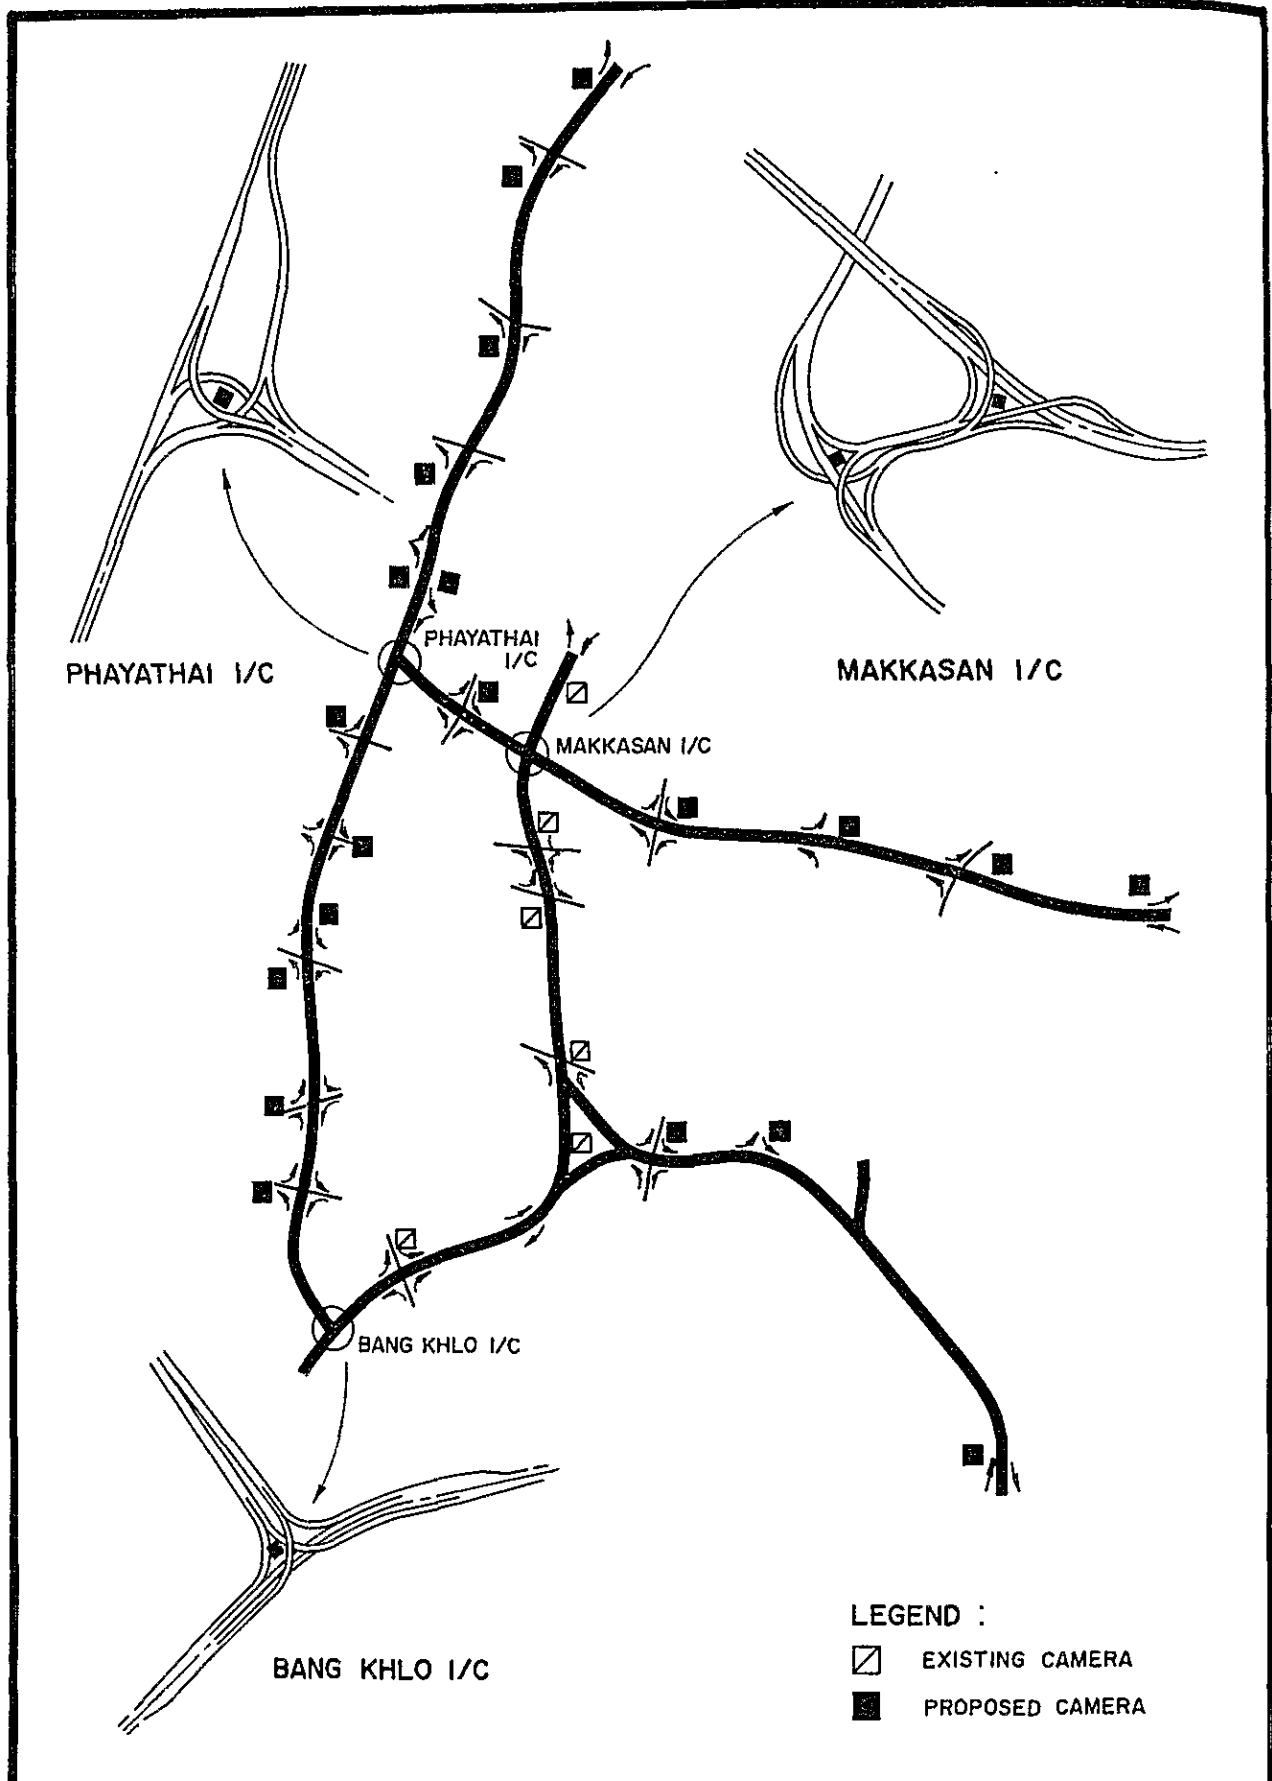 PHAYATHAI
I/C
PHAYATHAI I/C
MAKKASAN I/C
MAKKASAN I/C
BANG KHLO I/C
BANG KHLO I/C
LEGEND :
EXISTING CAMERA
PROPOSED CAMERA